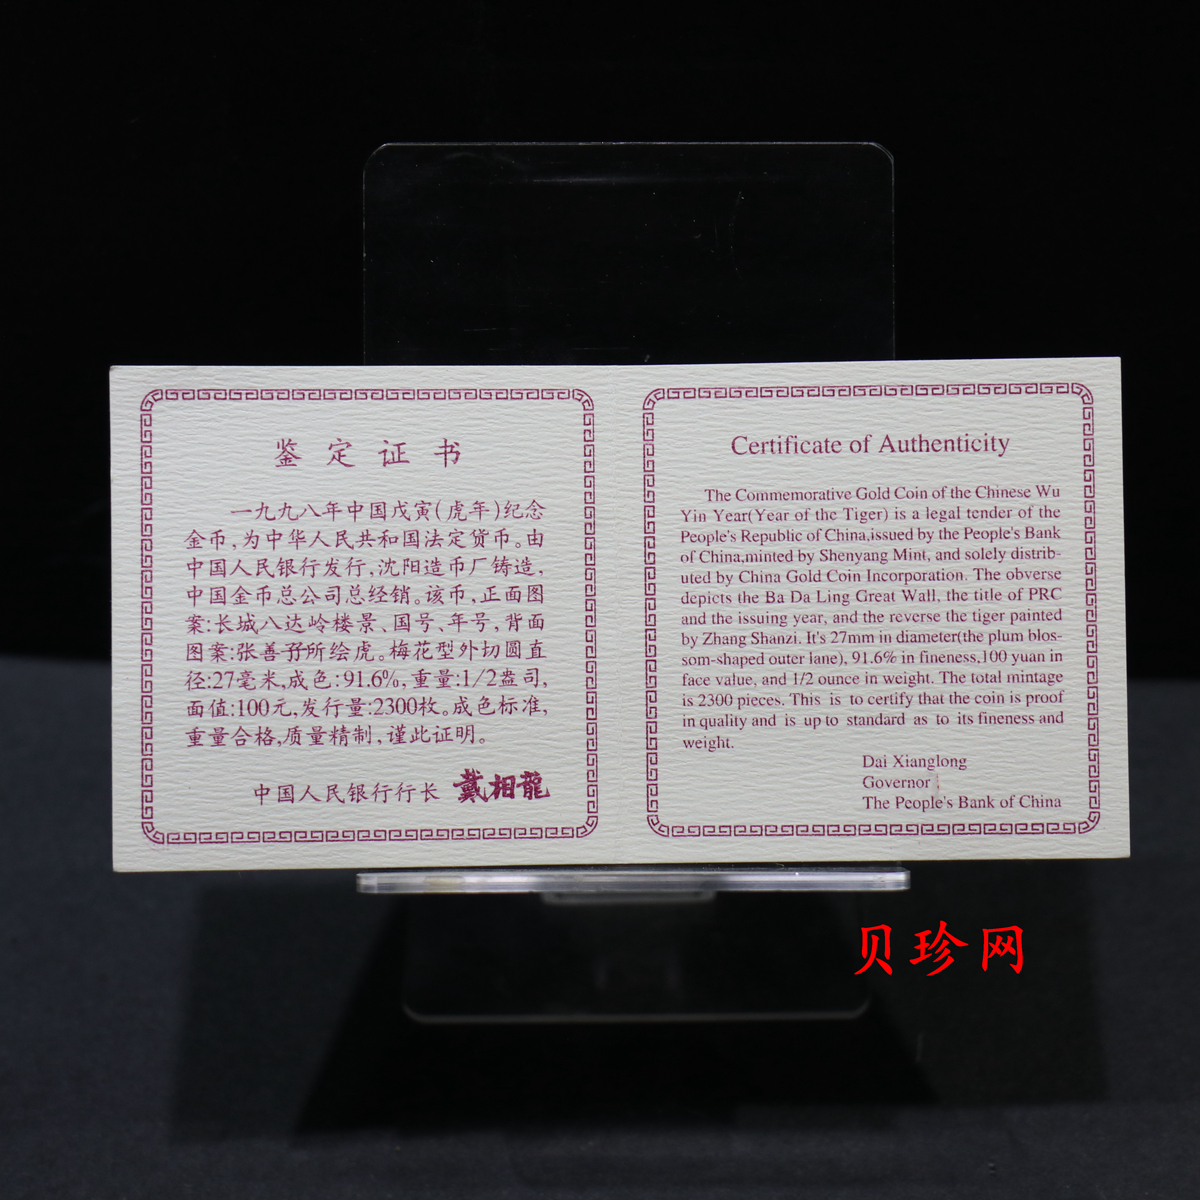 鉴定证书
一九九八年中国戊寅(虎年)纪念
金币,为中华人民共和国法定货币。由
中国人民银行发行,沈阳造币厂铸造,
中国金币总公司总经销。该币,正面图
案:长城八达岭楼景、国号、年号,背面
图案:张善孖所绘虎。梅花型外切圆直
径:27毫米,成色:91.6%,重量:1/2盎司,
面值:100元,发行量:2300枚。成色标准,
重量合格,质量精制,谨此证明。
中国人民银行行长 戴相龍
Certificate of Authenticity
The Commemorative Gold Coin of the Chinese Wu
Yin Year(Year of the Tiger) is a legal tender of the
People's Republic of China,issued by the People's Bank
of China,minted by Shenyang Mint, and solely distrib-
uted by China Gold Coin Incorporation. The obverse
depicts the Ba Da Ling Great Wall, the title of PRC
and the issuing year, and the reverse the tiger painted
by Zhang Shanzi. It's 27mm in diameter(the plum blos-
som-shaped outer lane), 91.6% in fineness,100 yuan in
face value, and 1/2 ounce in weight. The total mintage
is 2300 pieces. This is to certify that the coin is proof
in quality and is up to standard as to its fineness and
weight.
Dai Xianglong
Governor
The People's Bank of China
贝珍网